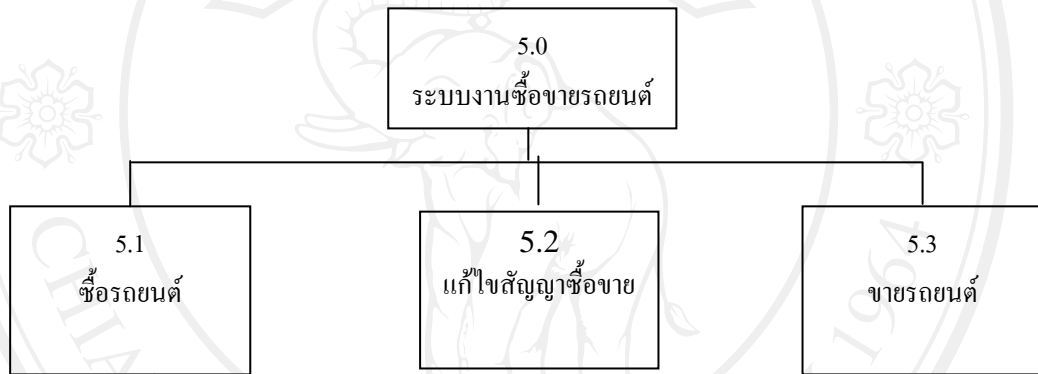 5.0
ระบบงานซื้อขายรถยนต์
5.1
ซื้อรถยนต์
5.2
แก้ไขสัญญาซื้อขาย
5.3
ขายรถยนต์
CHIA
1964